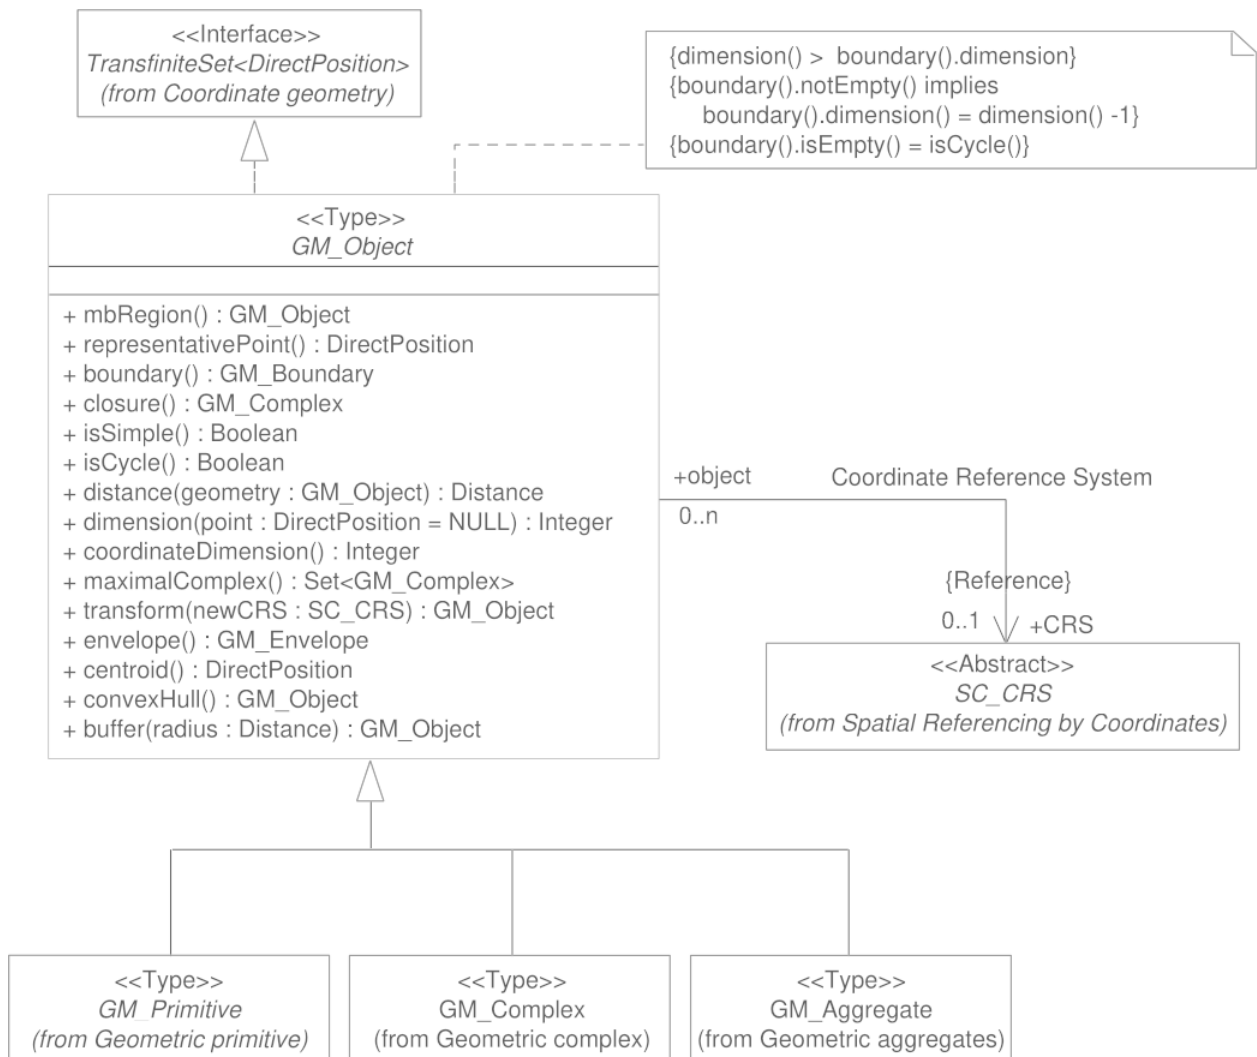 <<Interface>>
TransfiniteSet<DirectPosition>
(from Coordinate geometry)
{dimension() > boundary().dimension}
{boundary().notEmpty() implies
boundary().dimension() = dimension() -1}
{boundary().isEmpty() = isCycle()}
<<Type>>
GM_Object
+ mbRegion() : GM_Object
+ representativePoint() : DirectPosition
+ boundary() : GM_Boundary
+ closure() : GM_Complex
+ isSimple() : Boolean
+ isCycle() : Boolean
+ distance(geometry : GM_Object) : Distance
+ dimension(point : DirectPosition = NULL) : Integer
+ coordinateDimension() : Integer
+ maximalComplex() : Set<GM_Complex>
+ transform(newCRS : SC_CRS) : GM_Object
+ envelope() : GM_Envelope
+ centroid() : DirectPosition
+ convexHull() : GM_Object
+ buffer(radius : Distance) : GM_Object
+object
Coordinate Reference System
0..n
{Reference}
0..1
+CRS
<<Abstract>>
SC_CRS
(from Spatial Referencing by Coordinates)
<<Type>>
GM_Primitive
(from Geometric primitive)
<<Type>>
GM_Complex
(from Geometric complex)
<<Type>>
GM_Aggregate
(from Geometric aggregates)